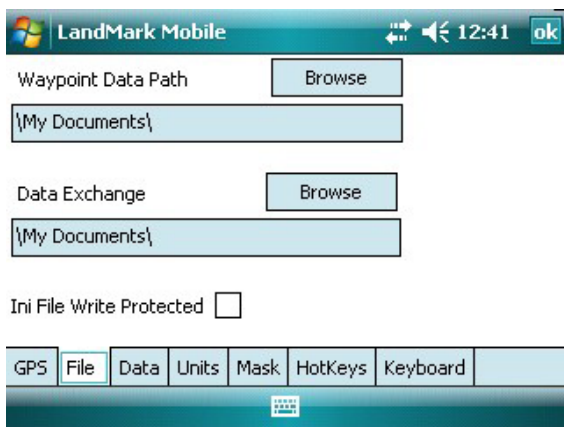 LandMark Mobile 12:41 ok
Waypoint Data Path Browse
\My Documents\
Data Exchange Browse
\My Documents\
Ini File Write Protected
GPS File Data Units Mask HotKeys Keyboard